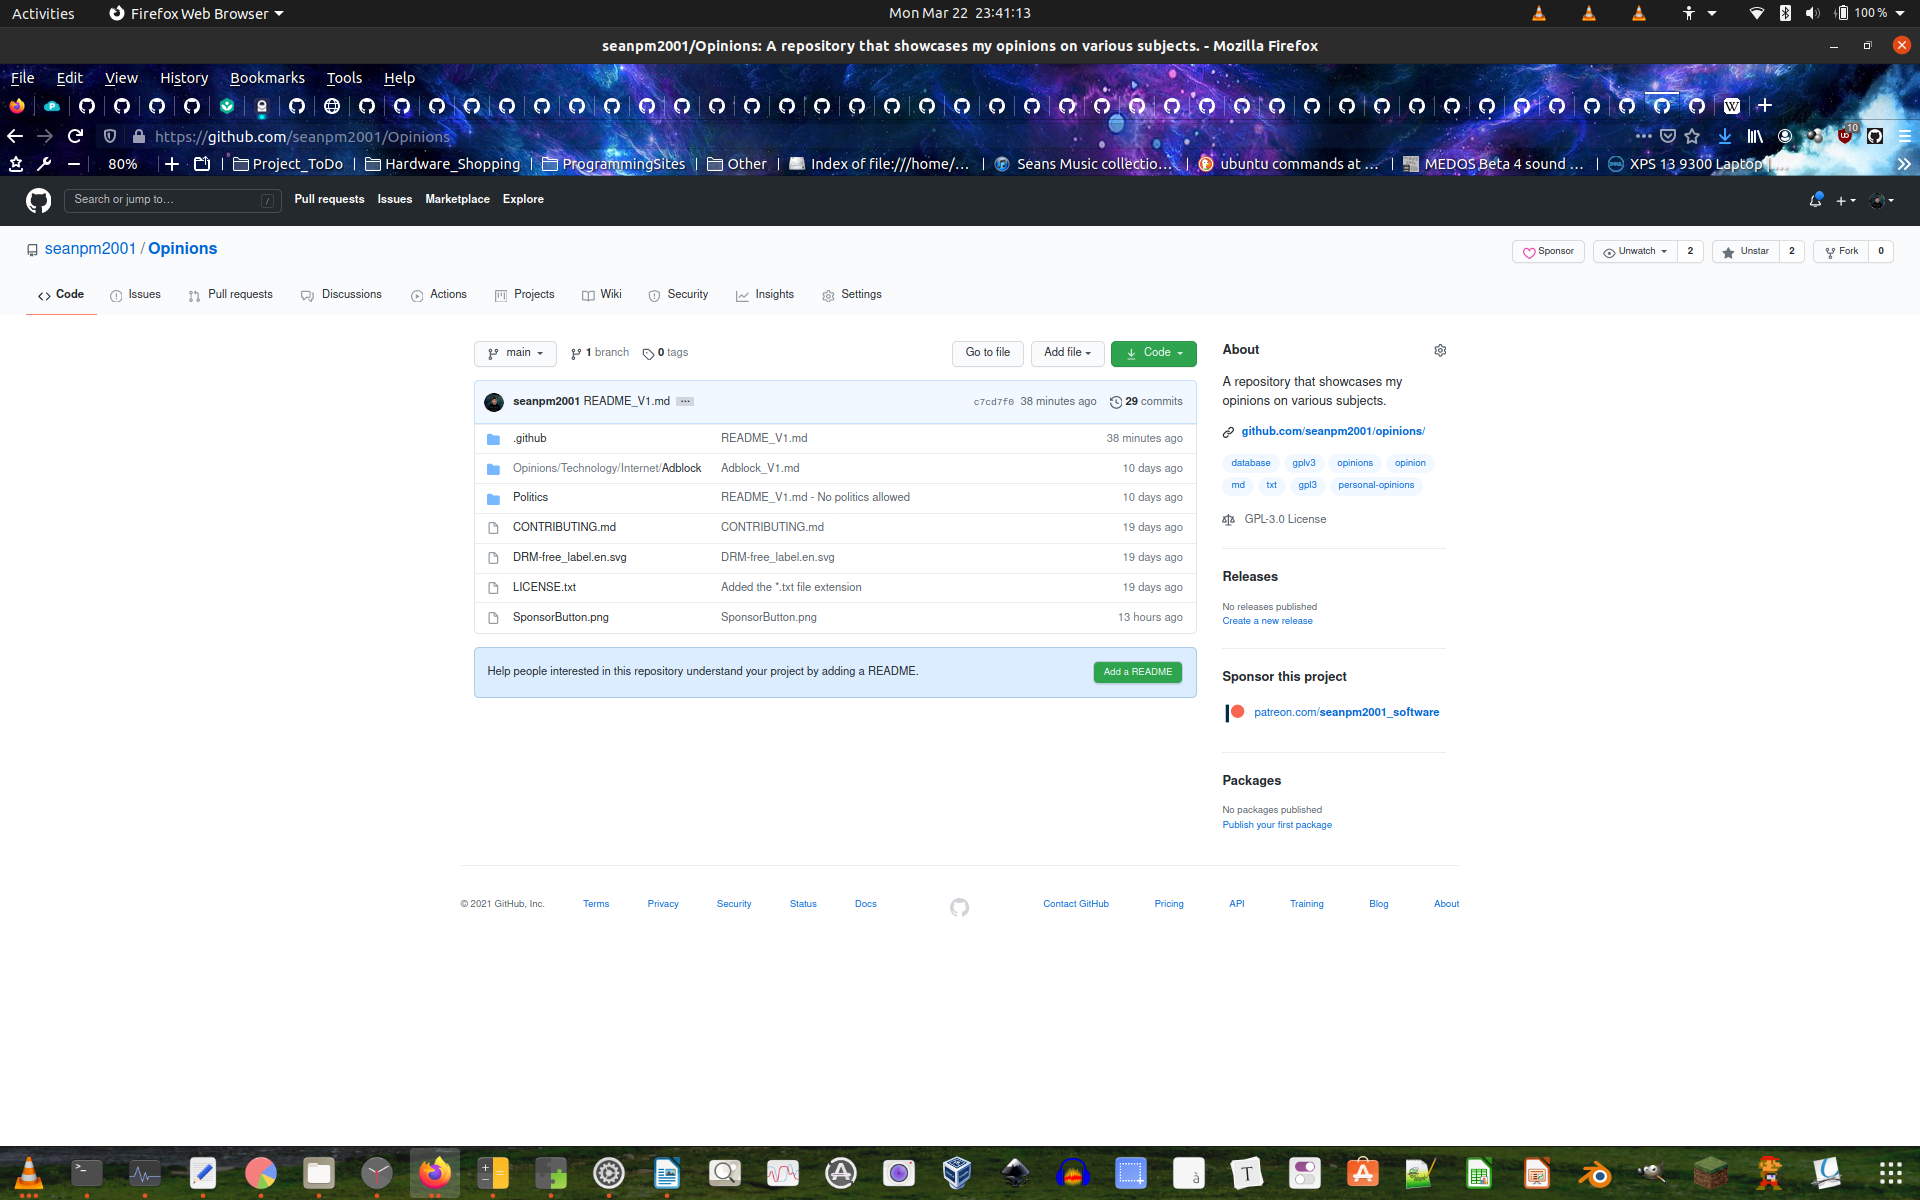 Activities Firefox Web Browser Mon Mar 22 23:41:13 100 %
seanpm2001/Opinions: A repository that showcases my opinions on various subjects. - Mozilla Firefox
File Edit View History Bookmarks Tools Help
https://github.com/seanpm2001/Opinions 10
80% Project_ToDo Hardware_Shopping ProgrammingSites Other Index of file:///home/… Seans Music collectio… ubuntu commands at … MEDOS Beta 4 sound … XPS 13 9300 Laptop |…
Search or jump to… / Pull requests Issues Marketplace Explore
seanpm2001 / Opinions Sponsor Unwatch 2 Unstar 2 Fork 0
Code Issues Pull requests Discussions Actions Projects Wiki Security Insights Settings
main 1 branch 0 tags Go to file Add file Code
seanpm2001 README_V1.md … c7cd7f0 38 minutes ago 29 commits
.github README_V1.md 38 minutes ago
Opinions/Technology/Internet/Adblock Adblock_V1.md 10 days ago
Politics README_V1.md - No politics allowed 10 days ago
CONTRIBUTING.md CONTRIBUTING.md 19 days ago
DRM-free_label.en.svg DRM-free_label.en.svg 19 days ago
LICENSE.txt Added the *.txt file extension 19 days ago
SponsorButton.png SponsorButton.png 13 hours ago
Help people interested in this repository understand your project by adding a README. Add a README
About
A repository that showcases my
opinions on various subjects.
github.com/seanpm2001/opinions/
database gplv3 opinions opinion
md txt gpl3 personal-opinions
GPL-3.0 License
Releases
No releases published
Create a new release
Sponsor this project
patreon.com/seanpm2001_software
Packages
No packages published
Publish your first package
© 2021 GitHub, Inc. Terms Privacy Security Status Docs Contact GitHub Pricing API Training Blog About